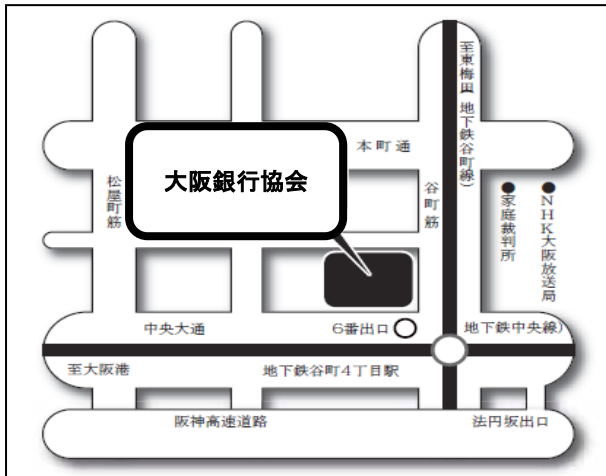 至東梅田(地下鉄谷町線)
本町通
大阪銀行協会
松屋町筋
谷町筋
●家庭裁判所
●NHK大阪放送局
中央大通
6番出口
地下鉄中央線)
至大阪港
地下鉄谷町4丁目駅
阪神高速道路
法円坂出口